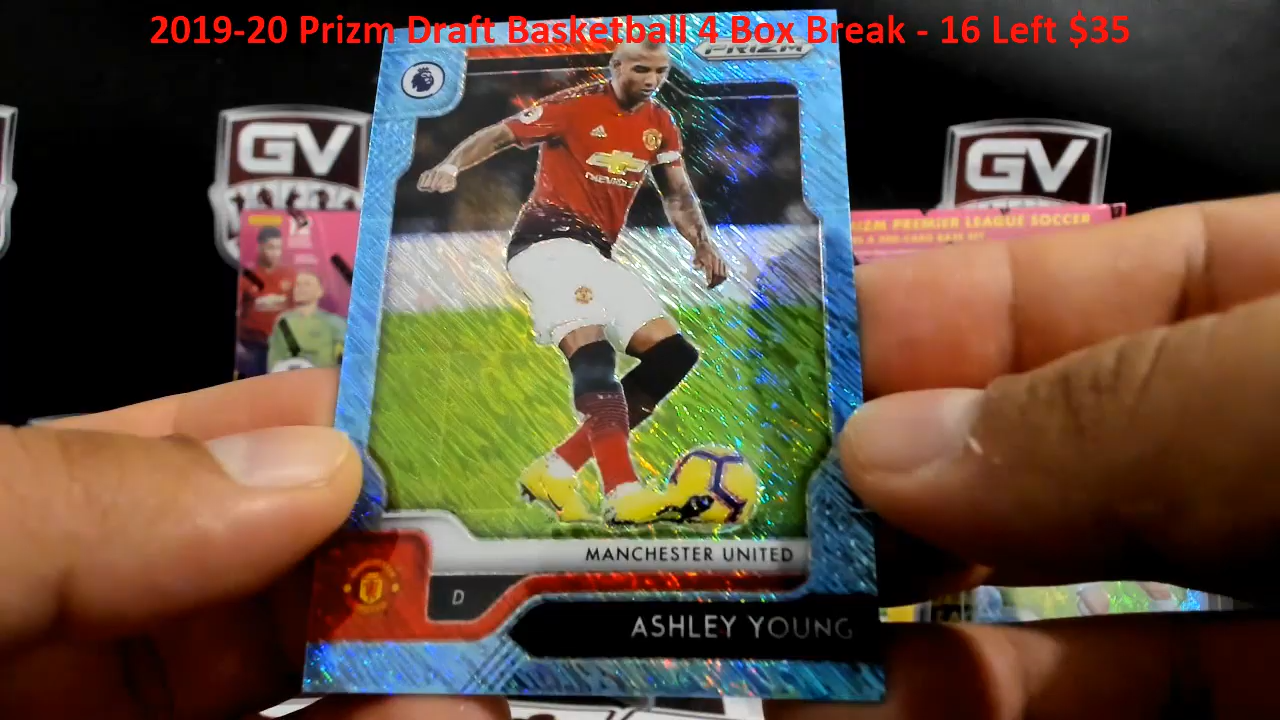 2019-20 Prizm Draft Basketball 4 Box Break - 16 Left $35
PRIZM
GV
GV
PRIZM PREMIER LEAGUE SOCCER
CHEVROLET
MANCHESTER UNITED
D
ASHLEY YOUNG